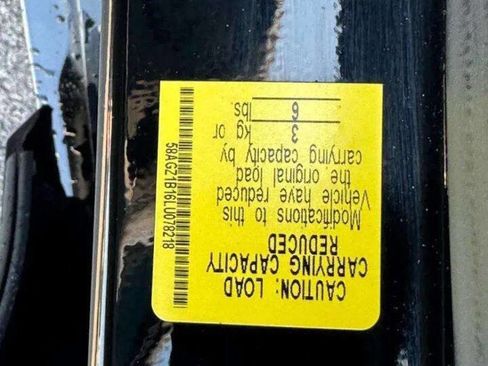 CAUTION: LOAD
CARRYING CAPACITY
REDUCED
Modifications to this
Vehicle have reduced
the original load
carrying capacity by
3 kg or
6 lbs.
58AGZ1B16LU078218